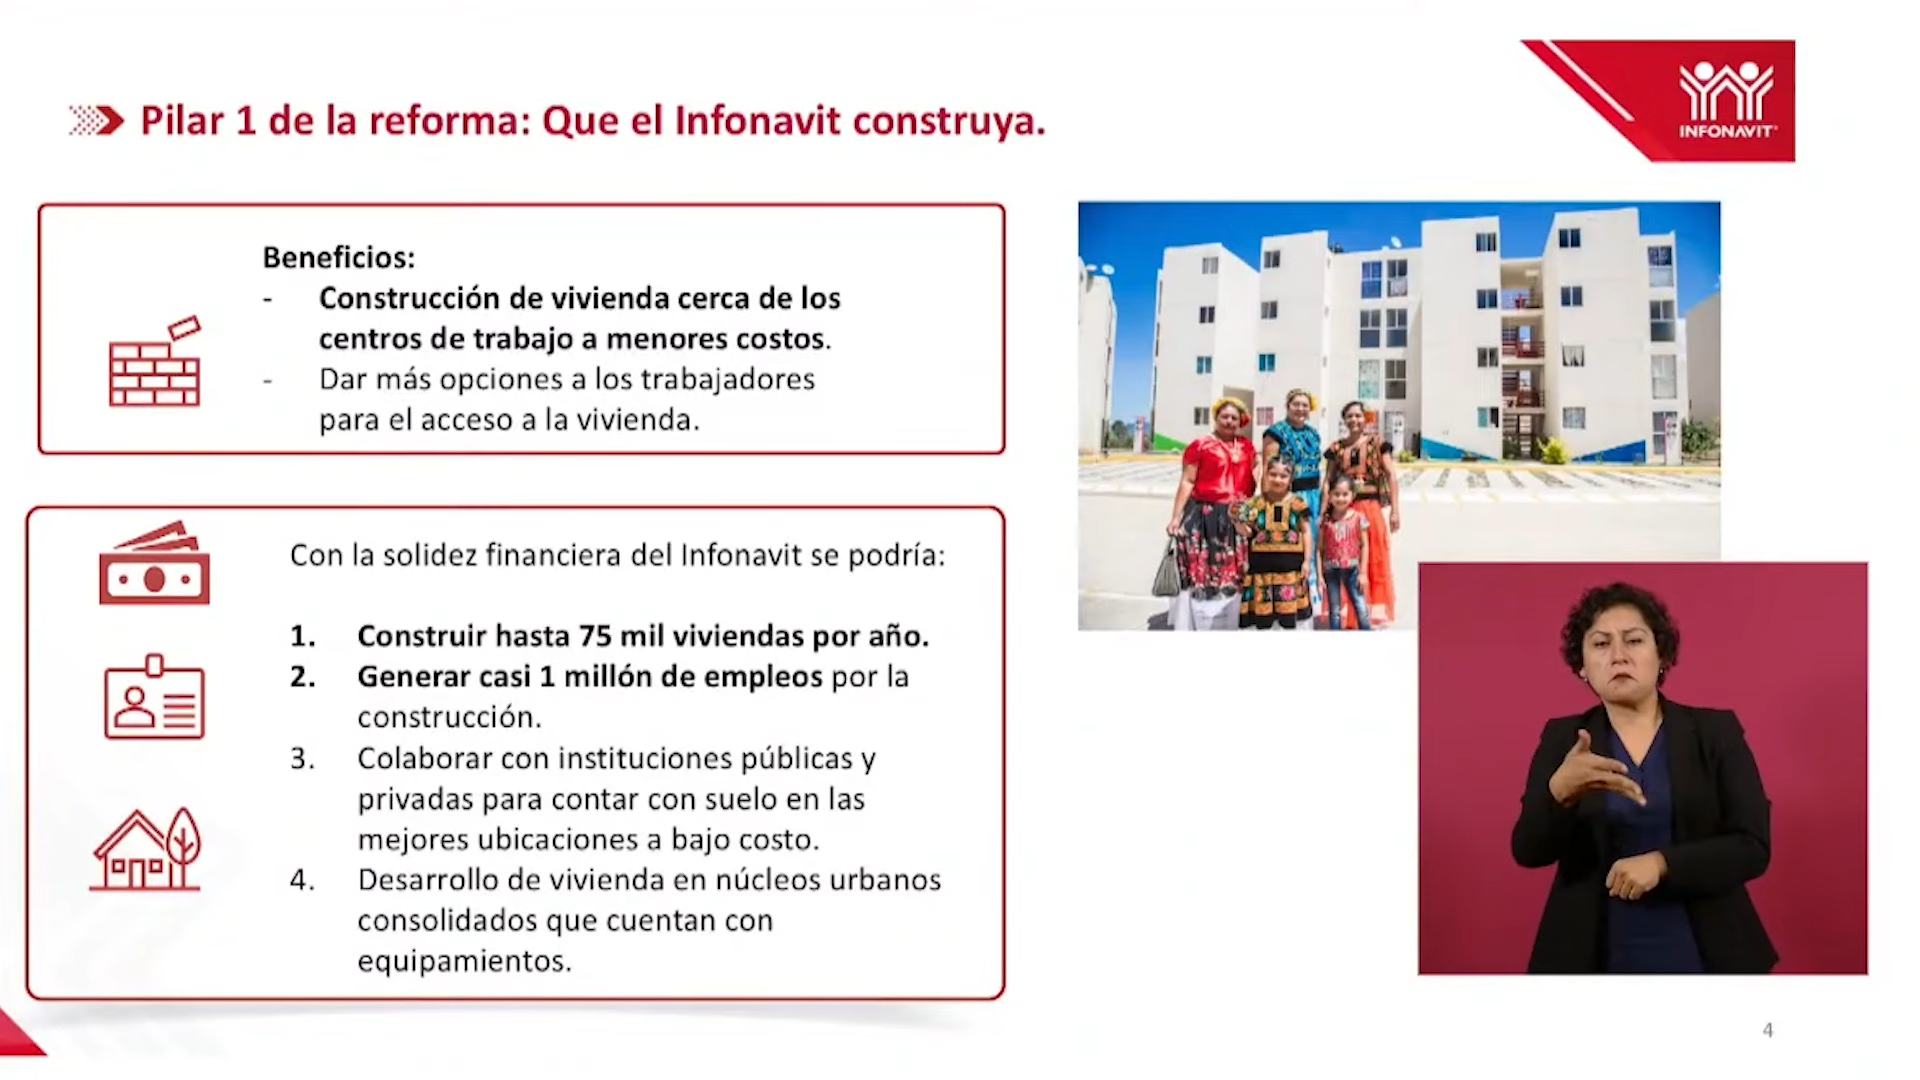 Pilar 1 de la reforma: Que el Infonavit construya.
INFONAVIT
Beneficios:
- Construcción de vivienda cerca de los
centros de trabajo a menores costos.
- Dar más opciones a los trabajadores
para el acceso a la vivienda.
Con la solidez financiera del Infonavit se podría:
1. Construir hasta 75 mil viviendas por año.
2. Generar casi 1 millón de empleos por la
construcción.
3. Colaborar con instituciones públicas y
privadas para contar con suelo en las
mejores ubicaciones a bajo costo.
4. Desarrollo de vivienda en núcleos urbanos
consolidados que cuentan con
equipamientos.
4